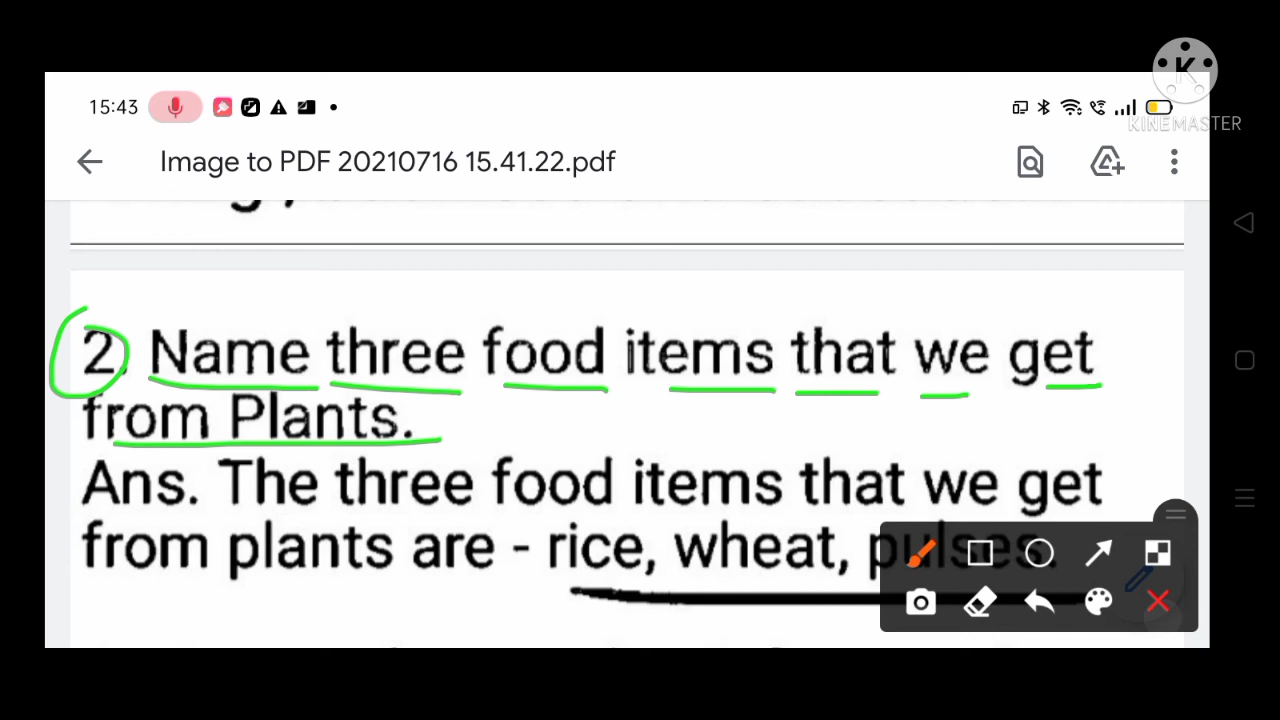 KINEMASTER
15:43
Image to PDF 20210716 15.41.22.pdf
2. Name three food items that we get
from Plants.
Ans. The three food items that we get
from plants are - rice, wheat, pulses.